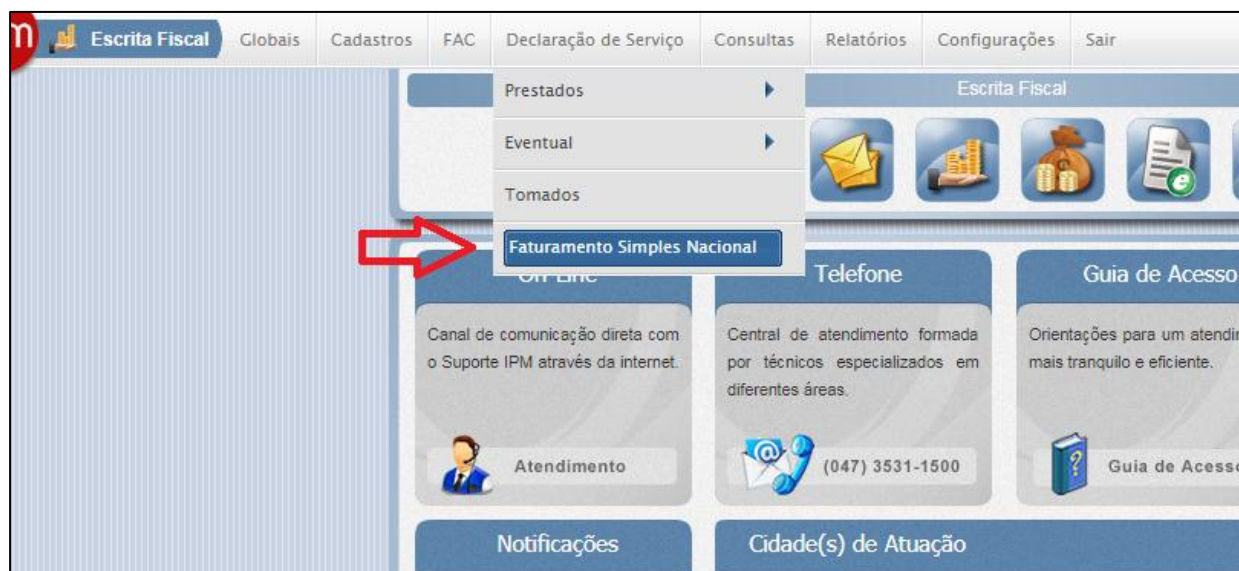 m Escrita Fiscal Globais Cadastros FAC Declaração de Serviço Consultas Relatórios Configurações Sair
Prestados
Escrita Fiscal
Eventual
Tomados
Faturamento Simples Nacional
On-Line Telefone Guia de Acesso
Canal de comunicação direta com
o Suporte IPM através da internet.
Central de atendimento formada
por técnicos especializados em
diferentes áreas.
Orientações para um atendi
mais tranquilo e eficiente.
Atendimento
(047) 3531-1500
Guia de Acesso
Notificações
Cidade(s) de Atuação